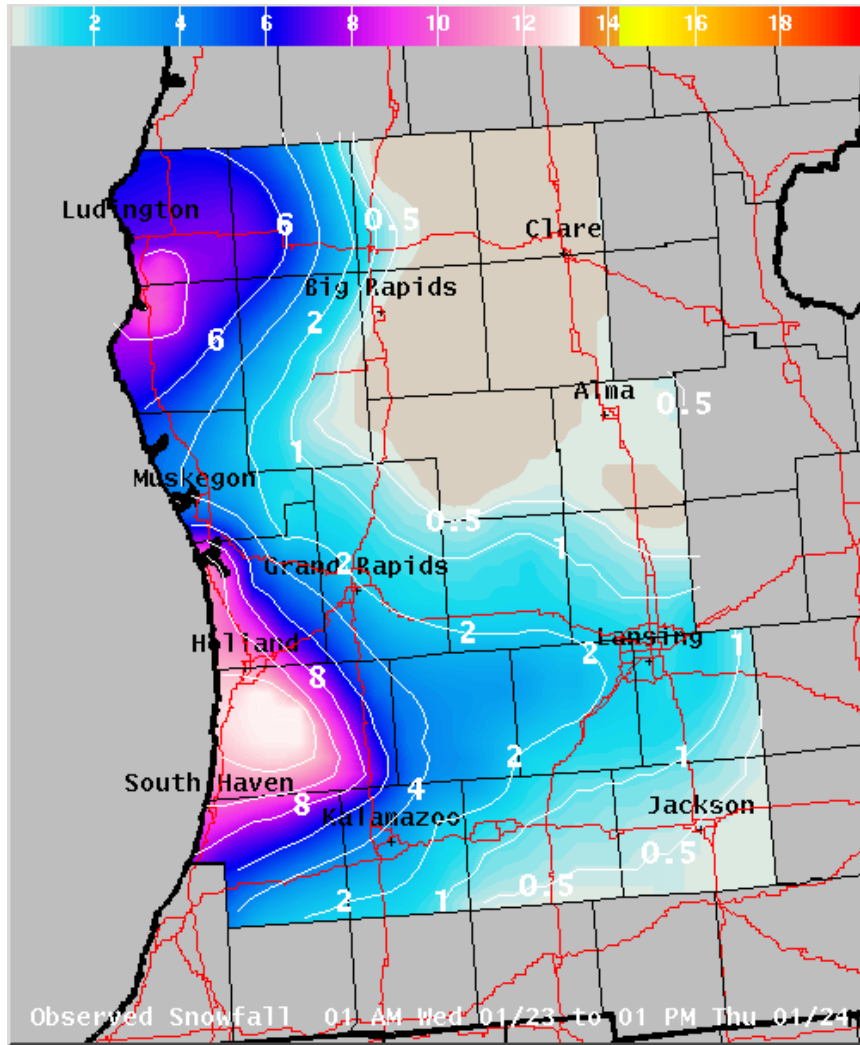 2 4 6 8 10 12 14 16 18
Ludington
6
0.5
Clare
Big Rapids
2
6
Alma
0.5
1
Muskegon
0.5
1
2
Grand Rapids
2
Lansing
Holland
2
1
8
2
1
South Haven
8
4
Kalamazoo
Jackson
0.5
0.5
2
1
Observed Snowfall 01 AM Wed 01/23 to 01 PM Thu 01/24